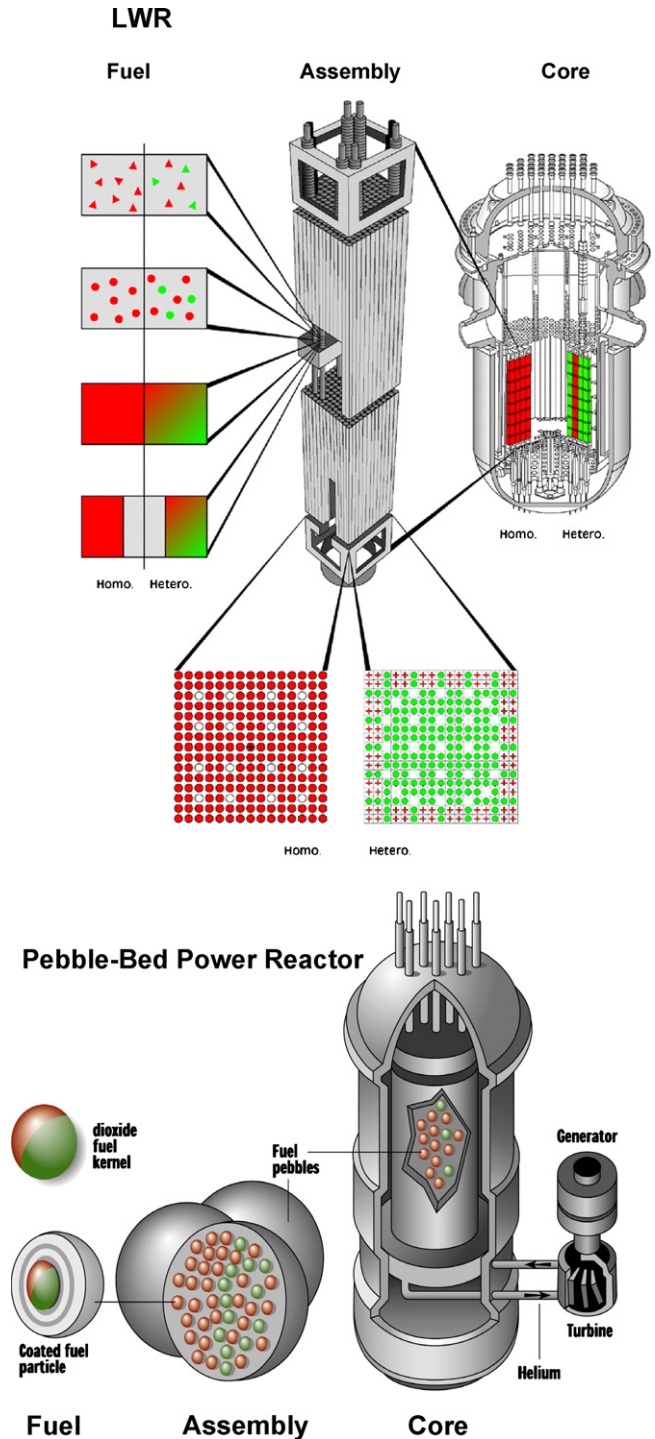 LWR
Fuel
Assembly
Core
Homo.
Hetero.
Homo.
Hetero.
Homo.
Hetero.
Pebble-Bed Power Reactor
dioxide
fuel
kernel
Fuel
pebbles
Generator
Turbine
Helium
Coated fuel
particle
Fuel
Assembly
Core